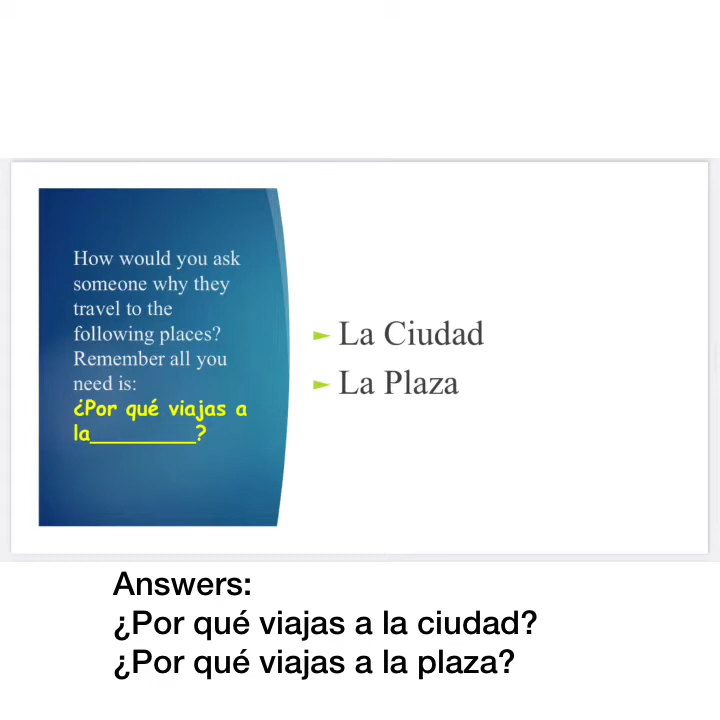 How would you ask
someone why they
travel to the
following places?
Remember all you
need is:
¿Por qué viajas a
la_________?
La Ciudad
La Plaza
Answers:
¿Por qué viajas a la ciudad?
¿Por qué viajas a la plaza?